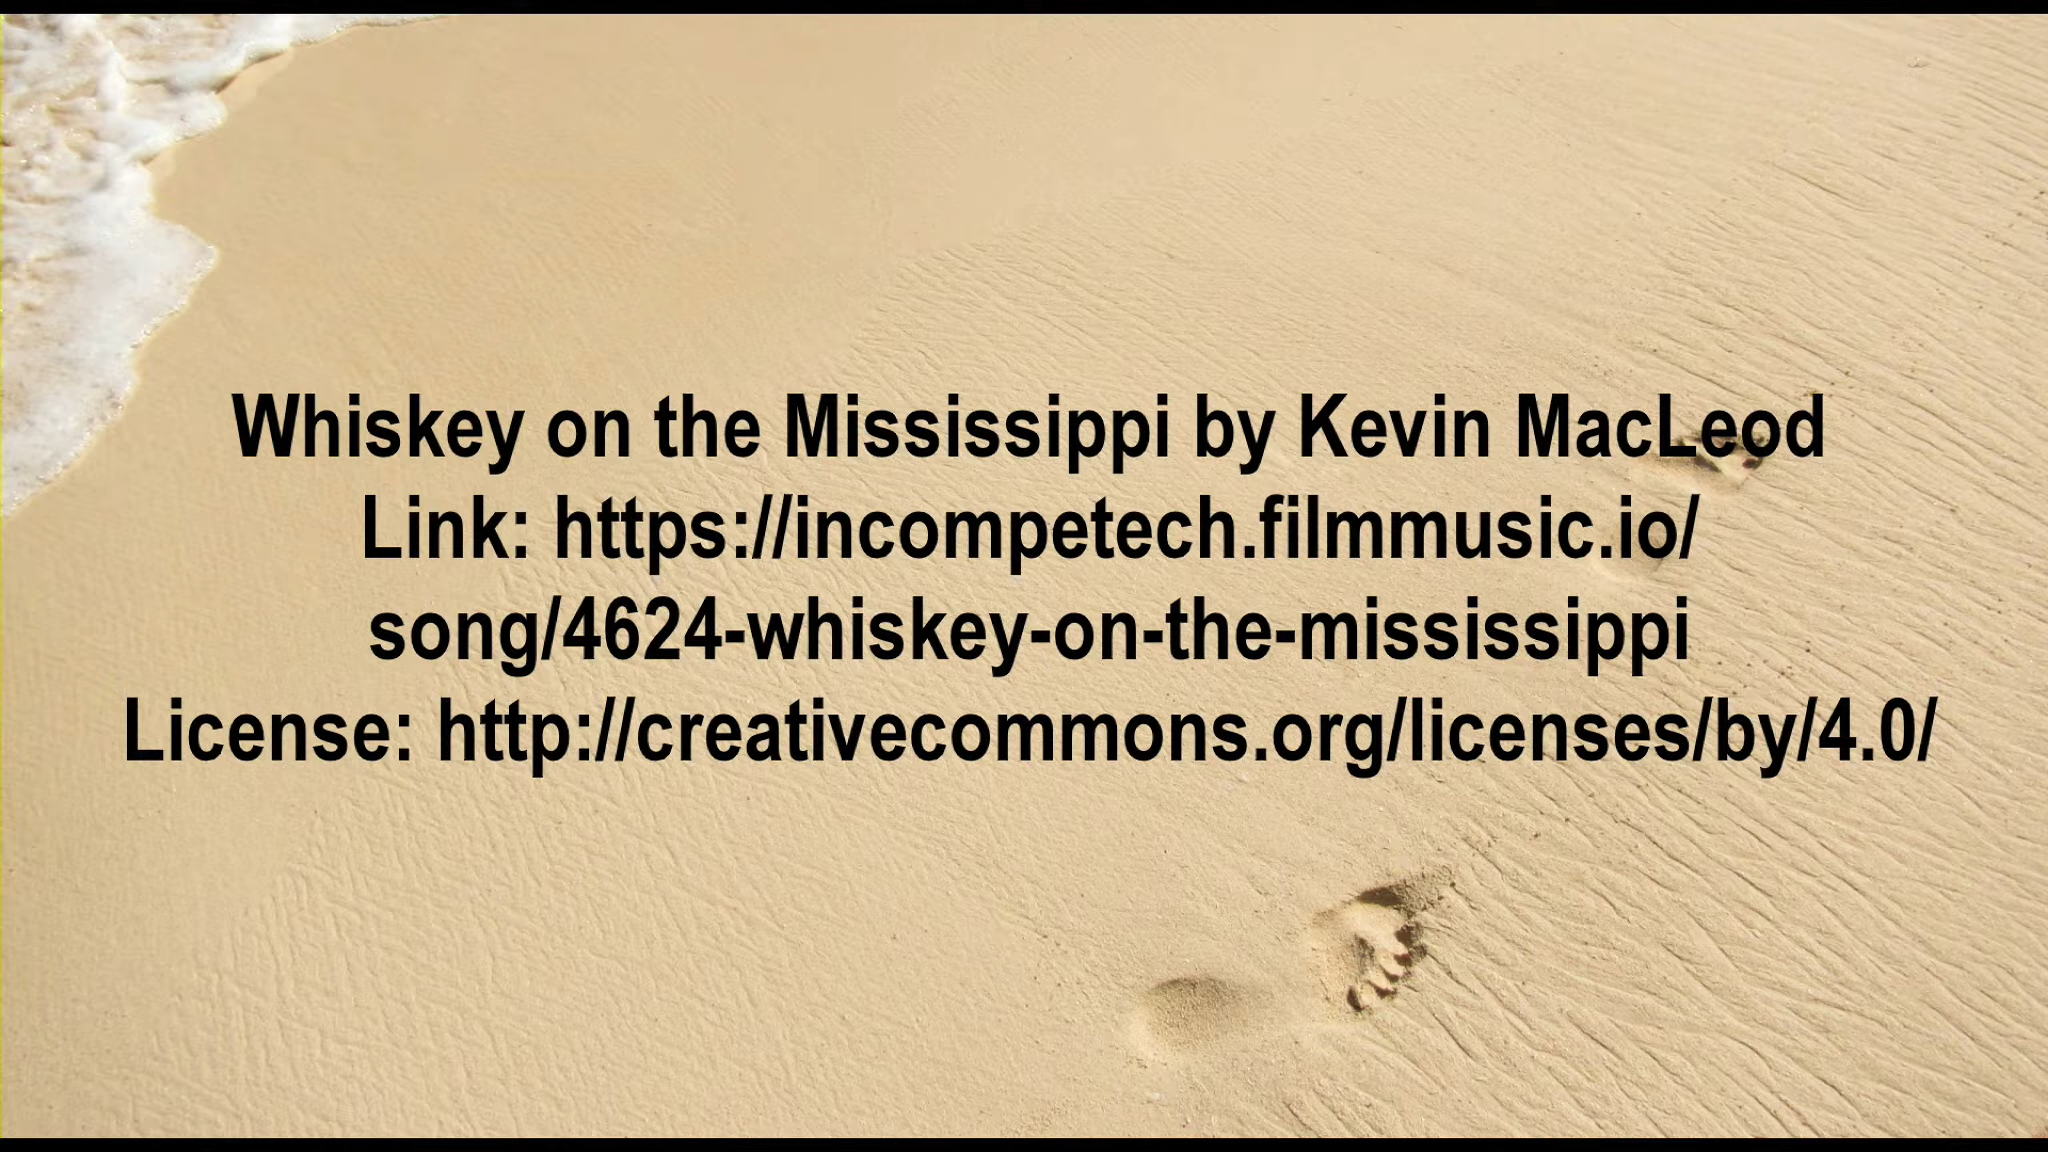 Whiskey on the Mississippi by Kevin MacLeod
Link: https://incompetech.filmmusic.io/
song/4624-whiskey-on-the-mississippi
License: http://creativecommons.org/licenses/by/4.0/